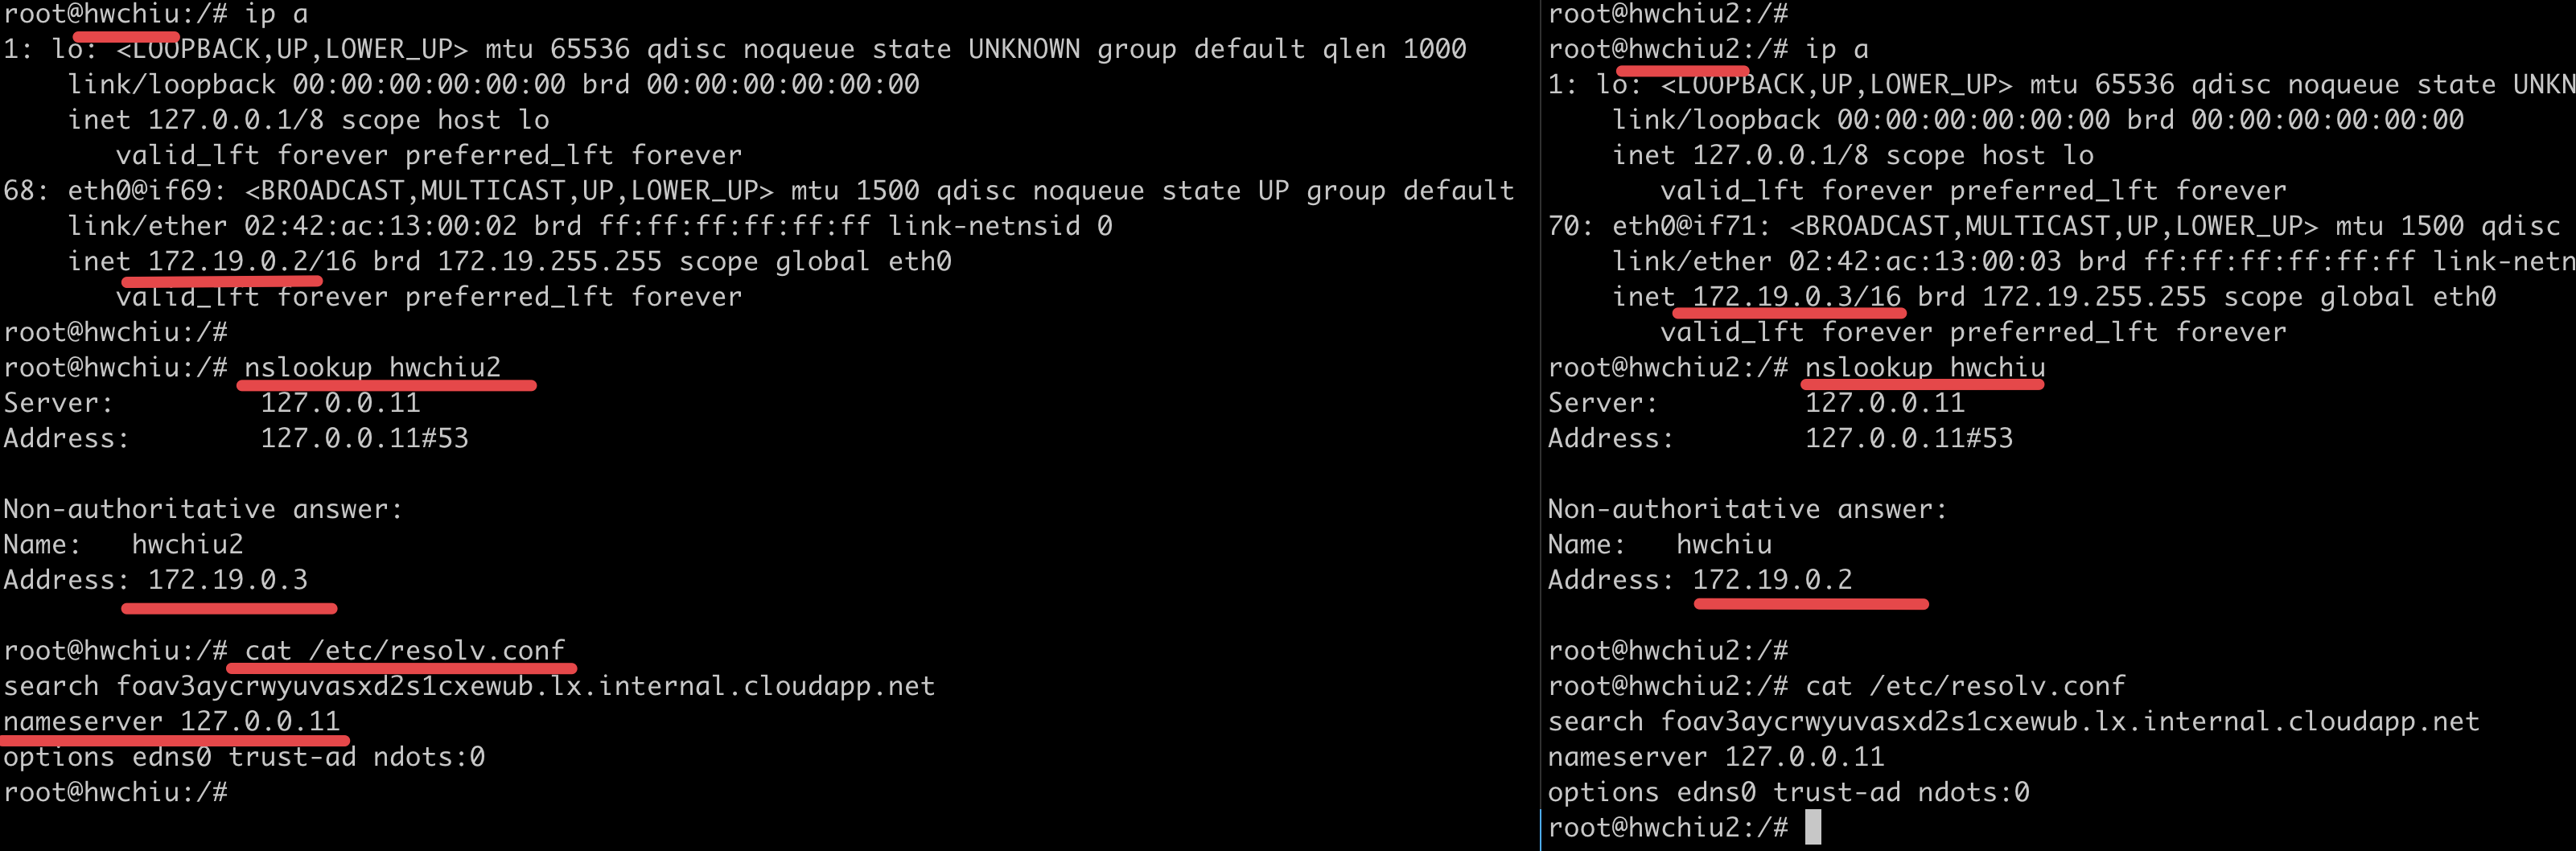 root@hwchiu:/# ip a
1: lo: <LOOPBACK,UP,LOWER_UP> mtu 65536 qdisc noqueue state UNKNOWN group default qlen 1000
    link/loopback 00:00:00:00:00:00 brd 00:00:00:00:00:00
    inet 127.0.0.1/8 scope host lo
       valid_lft forever preferred_lft forever
68: eth0@if69: <BROADCAST,MULTICAST,UP,LOWER_UP> mtu 1500 qdisc noqueue state UP group default
    link/ether 02:42:ac:13:00:02 brd ff:ff:ff:ff:ff:ff link-netnsid 0
    inet 172.19.0.2/16 brd 172.19.255.255 scope global eth0
       valid_lft forever preferred_lft forever
root@hwchiu:/#
root@hwchiu:/# nslookup hwchiu2
Server:         127.0.0.11
Address:        127.0.0.11#53

Non-authoritative answer:
Name:   hwchiu2
Address: 172.19.0.3

root@hwchiu:/# cat /etc/resolv.conf
search foav3aycrwyuvasxd2s1cxewub.lx.internal.cloudapp.net
nameserver 127.0.0.11
options edns0 trust-ad ndots:0
root@hwchiu:/#
root@hwchiu2:/#
root@hwchiu2:/# ip a
1: lo: <LOOPBACK,UP,LOWER_UP> mtu 65536 qdisc noqueue state UNKN
    link/loopback 00:00:00:00:00:00 brd 00:00:00:00:00:00
    inet 127.0.0.1/8 scope host lo
       valid_lft forever preferred_lft forever
70: eth0@if71: <BROADCAST,MULTICAST,UP,LOWER_UP> mtu 1500 qdisc
    link/ether 02:42:ac:13:00:03 brd ff:ff:ff:ff:ff:ff link-netn
    inet 172.19.0.3/16 brd 172.19.255.255 scope global eth0
       valid_lft forever preferred_lft forever
root@hwchiu2:/# nslookup hwchiu
Server:         127.0.0.11
Address:        127.0.0.11#53

Non-authoritative answer:
Name:   hwchiu
Address: 172.19.0.2

root@hwchiu2:/#
root@hwchiu2:/# cat /etc/resolv.conf
search foav3aycrwyuvasxd2s1cxewub.lx.internal.cloudapp.net
nameserver 127.0.0.11
options edns0 trust-ad ndots:0
root@hwchiu2:/#